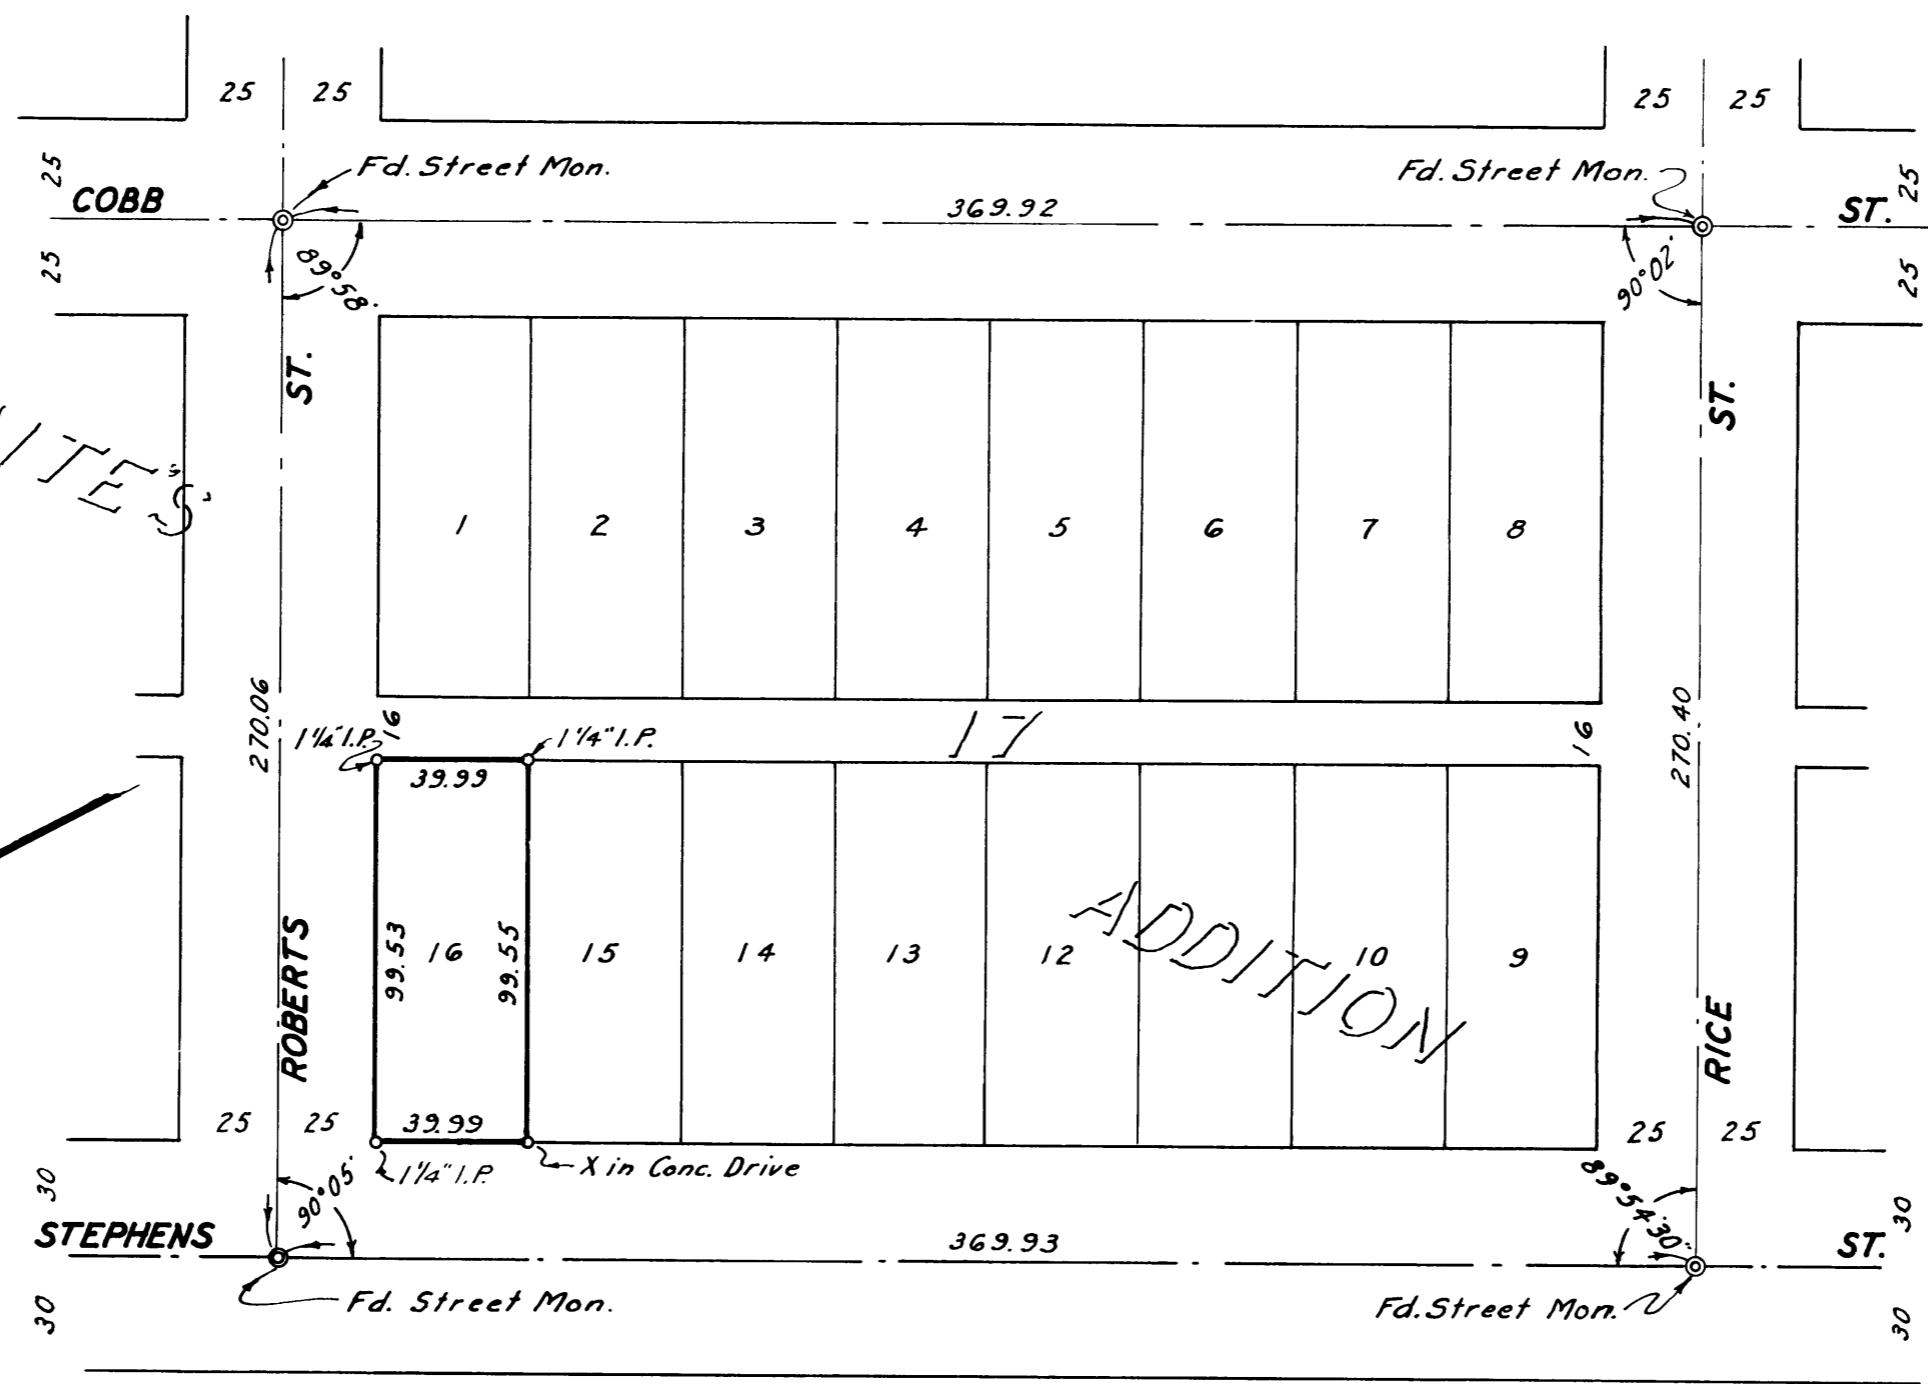 25 25
25 25
25
Fd. Street Mon.
Fd. Street Mon.
25
COBB
369.92
ST.
25
25
89°58'
90°02'
ST.
ST.
ITE'S
1 2 3 4 5 6 7 8
270.06
270.40
16
16
1¼" I.P.
1¼" I.P.
17
39.99
ADDITION
99.53
16
99.55
15 14 13 12 10 9
ROBERTS
RICE
25 25
39.99
25 25
1¼" I.P.
X in Conc. Drive
30
90°05'
89°54'30"
30
STEPHENS
369.93
ST.
30
Fd. Street Mon.
Fd. Street Mon.
30